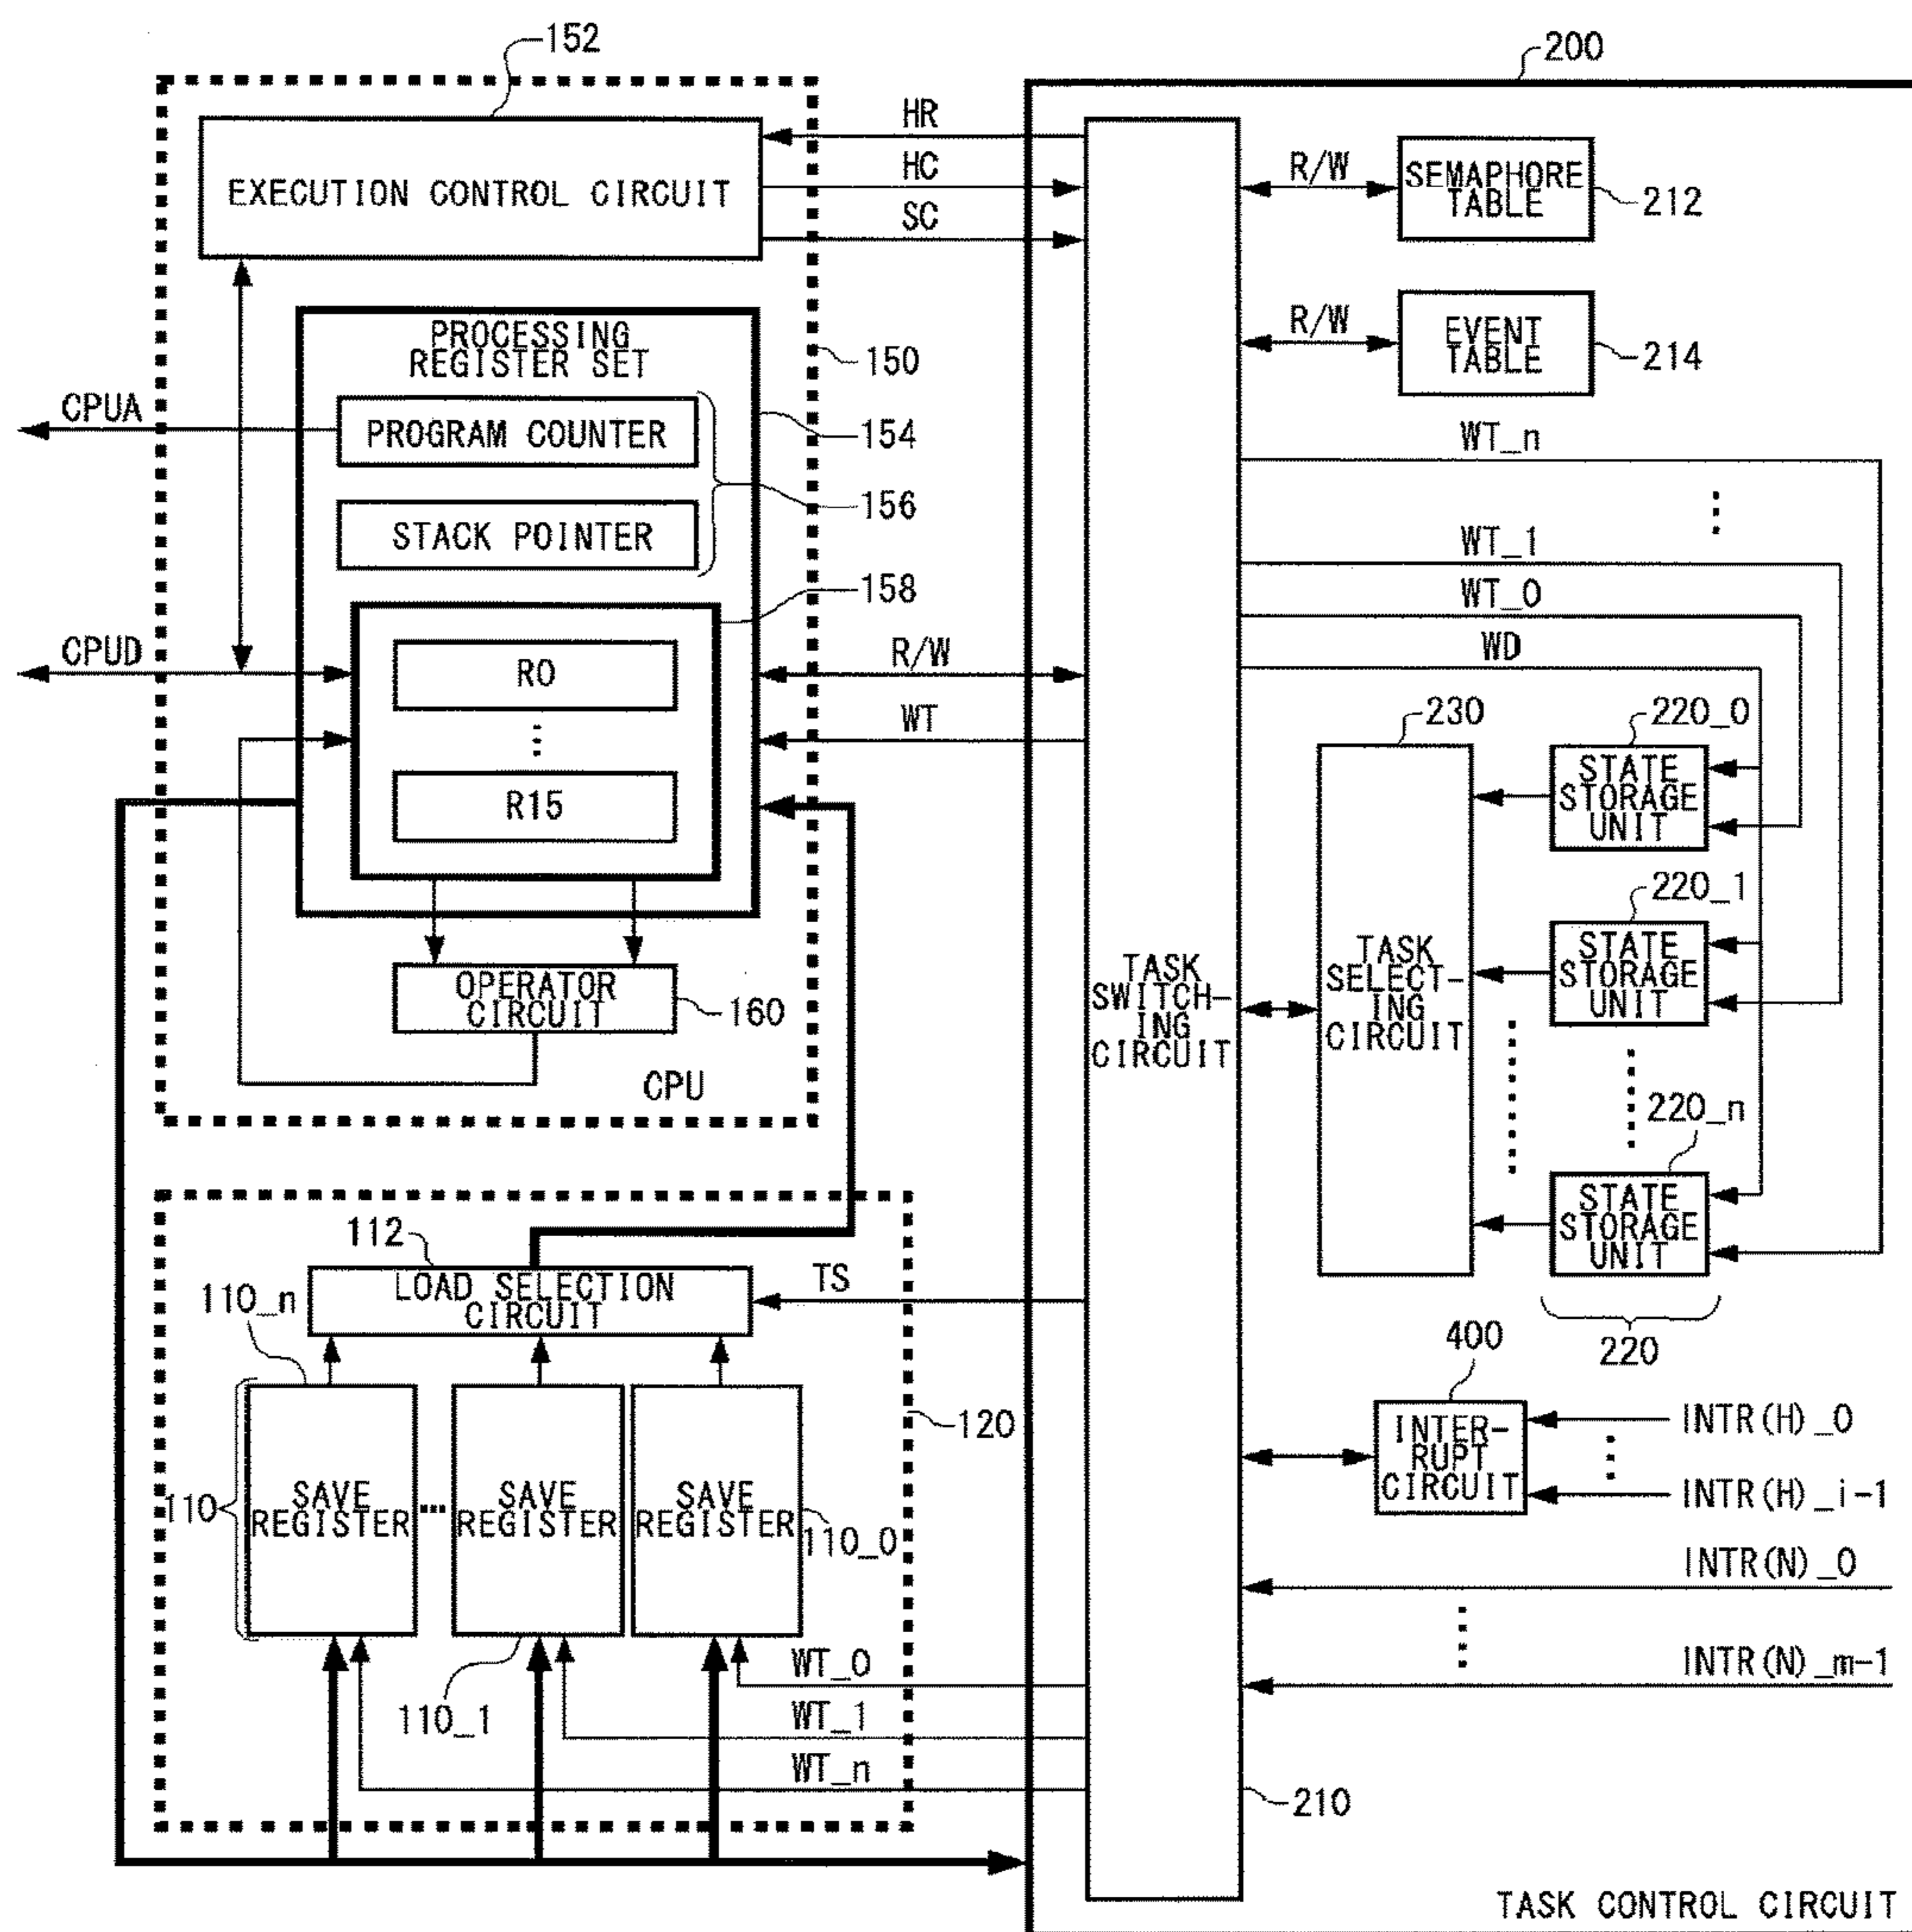 152
200
HR
EXECUTION CONTROL CIRCUIT
HC
SC
R/W
SEMAPHORE
TABLE
212
PROCESSING
REGISTER SET
150
R/W
EVENT
TABLE
214
CPUA
PROGRAM COUNTER
154
156
STACK POINTER
WT_n
WT_1
158
WT_0
CPUD
R0
R/W
WD
WT
R15
230
220_0
STATE
STORAGE
UNIT
220_1
STATE
STORAGE
UNIT
OPERATOR
CIRCUIT
160
CPU
TASK
SWITCH-
ING
CIRCUIT
TASK
SELECT-
ING
CIRCUIT
220_n
STATE
STORAGE
UNIT
220
112
LOAD SELECTION
CIRCUIT
TS
110_n
120
400
INTER-
RUPT
CIRCUIT
INTR(H)_0
INTR(H)_i-1
110
SAVE
REGISTER
SAVE
REGISTER
SAVE
REGISTER
110_0
INTR(N)_0
INTR(N)_m-1
WT_0
110_1
WT_1
WT_n
210
TASK CONTROL CIRCUIT